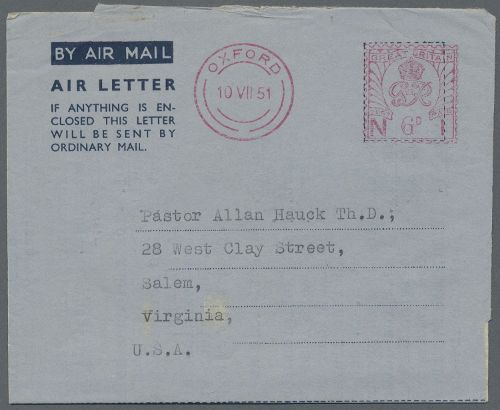 BY AIR MAIL
AIR LETTER
IF ANYTHING IS EN-
CLOSED THIS LETTER
WILL BE SENT BY
ORDINARY MAIL.
OXFORD
10 VII 51
GREAT BRITAIN
GR
N 6D
Pastor Allan Hauck Th.D.;
28 West Clay Street,
Salem,
Virginia,
U.S.A.